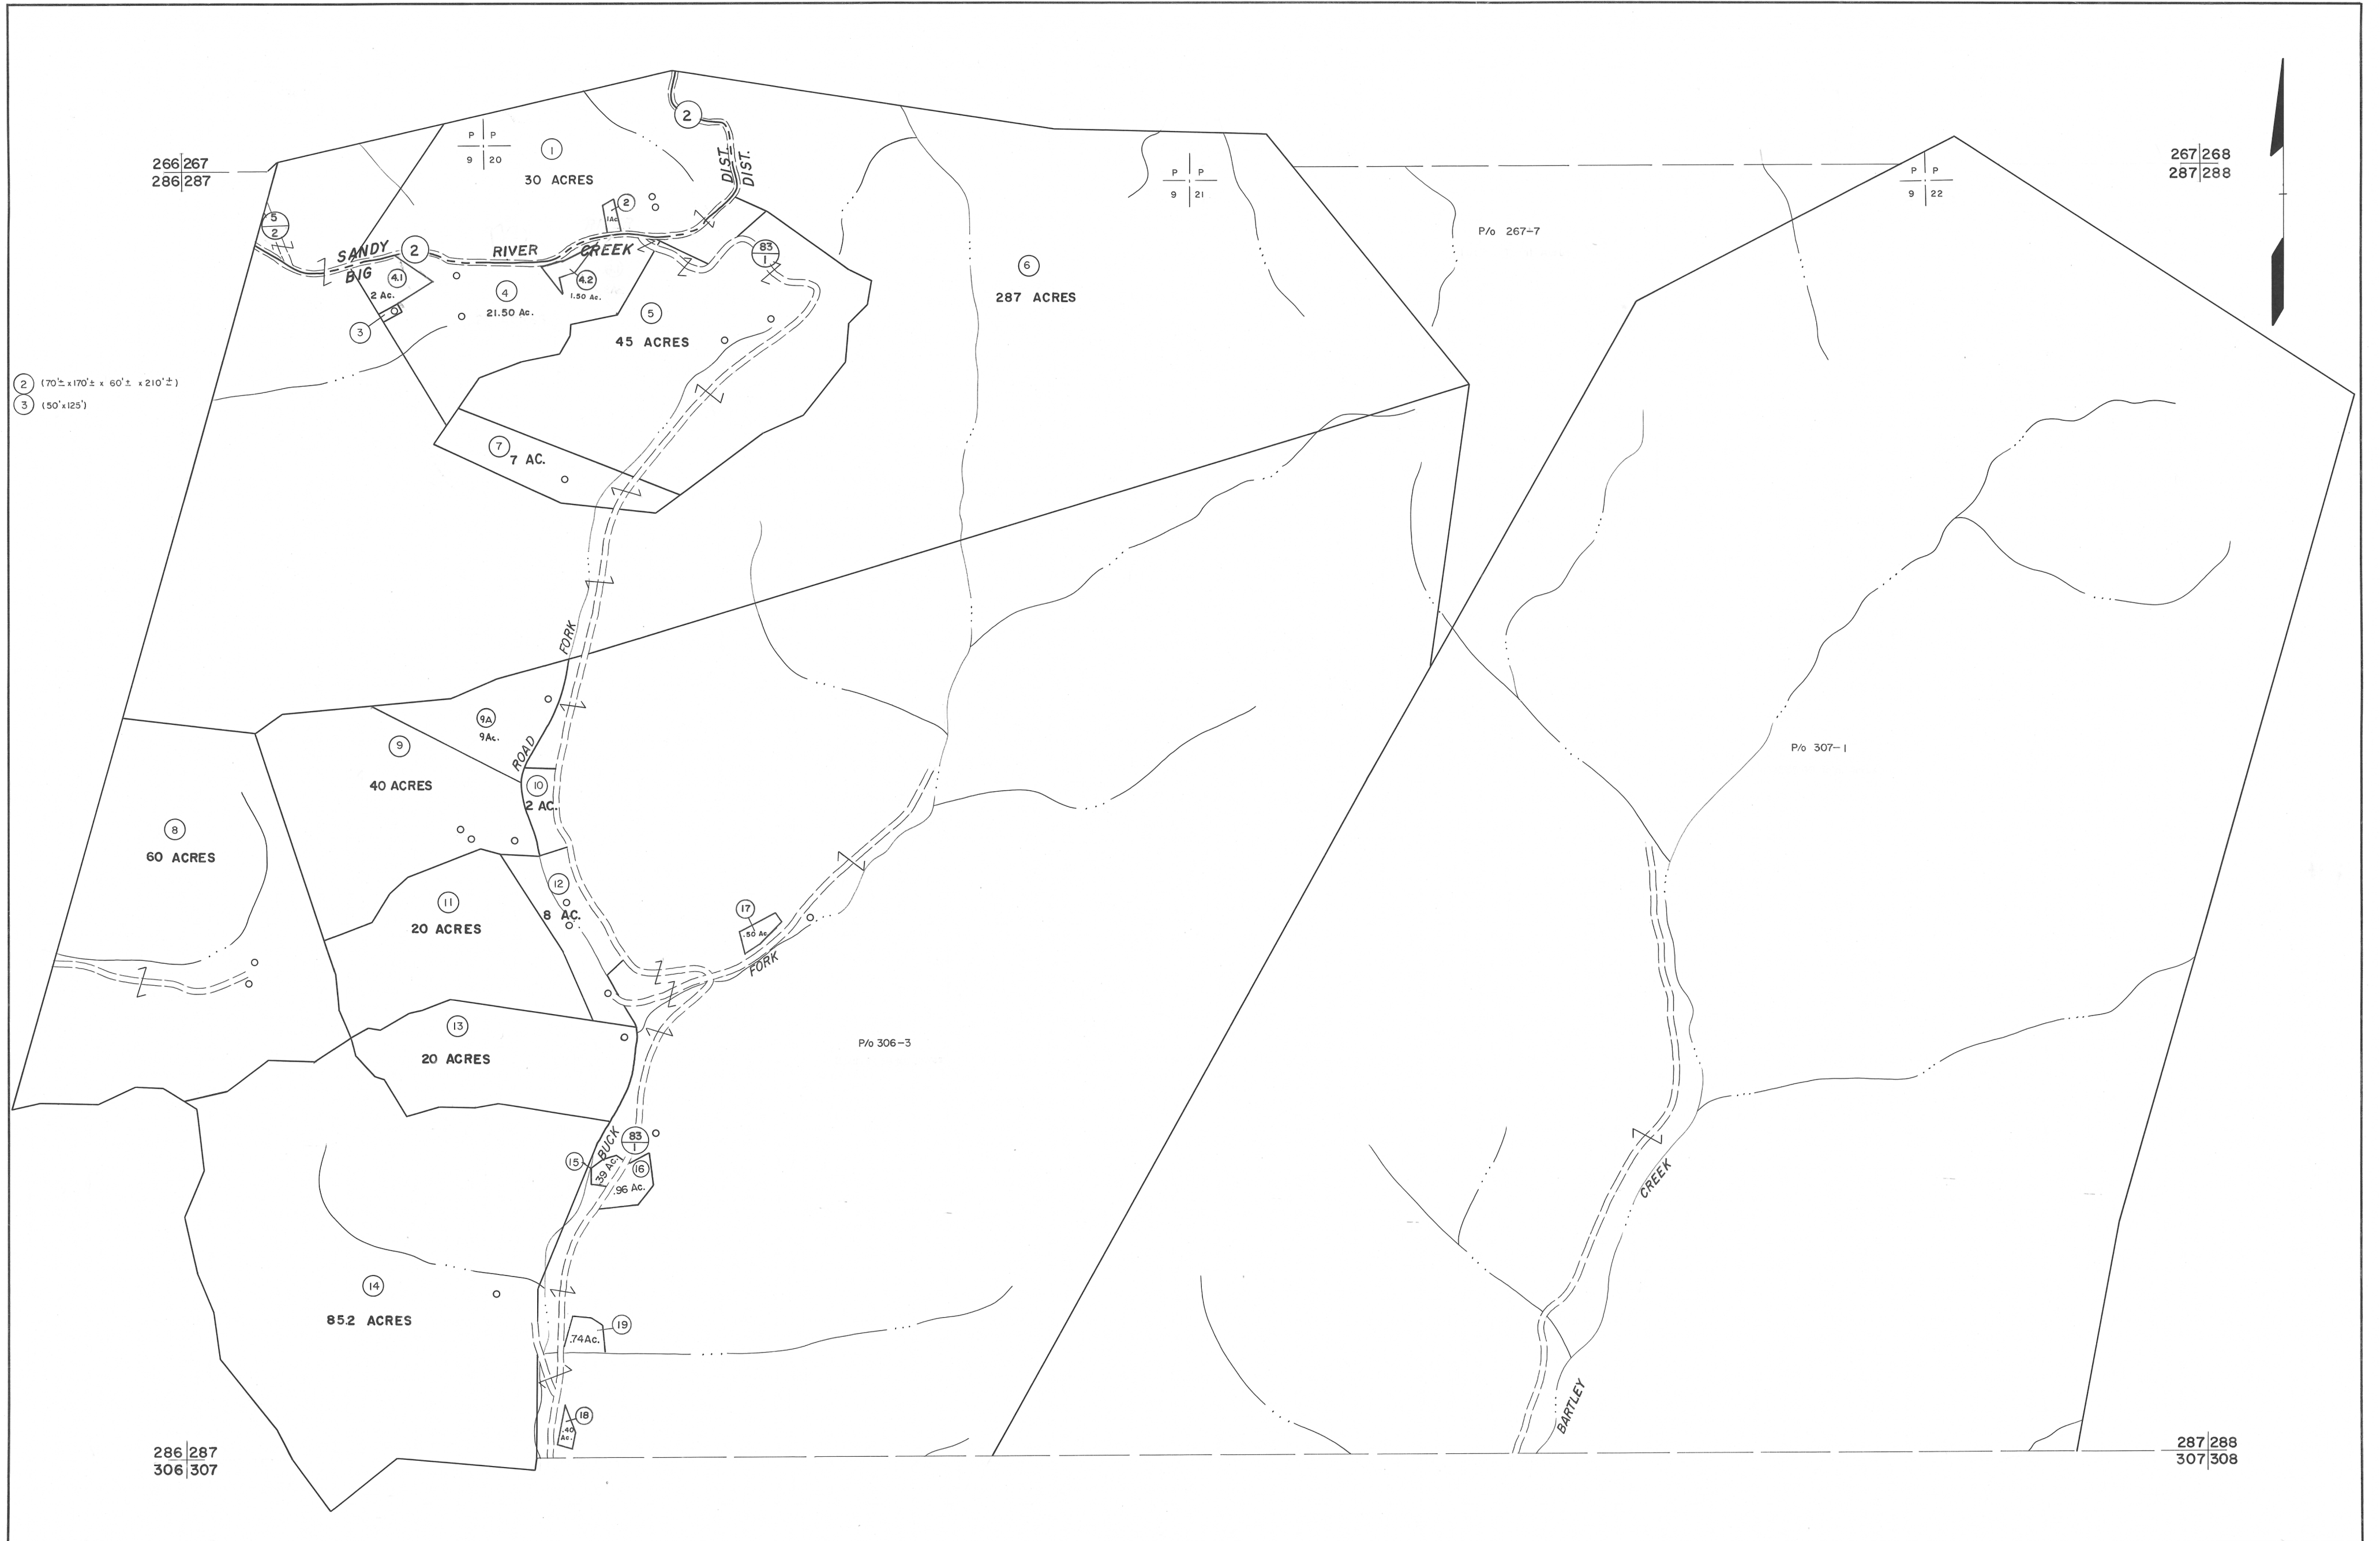 266|267
286|287
P P
9 20
1
30 ACRES
2
DIST.
DIST.
2
1Ac.
5
2
SANDY
BIG
2
RIVER
CREEK
83
1
4.1
2 Ac.
3
4
21.50 Ac.
4.2
1.50 Ac.
5
45 ACRES
6
287 ACRES
P P
9 21
P/o 267-7
P P
9 22
267|268
287|288
2 (70'± x170'± x 60'± x 210'±)
3 (50'x125')
7
7 AC.
FORK
ROAD
9A
9Ac.
9
40 ACRES
10
2 AC.
8
60 ACRES
11
20 ACRES
12
8 AC.
17
.50 Ac.
FORK
P/o 307-1
13
20 ACRES
P/o 306-3
BUCK
83
1
15
.39 Ac.
16
.96 Ac.
CREEK
14
85.2 ACRES
19
.74Ac.
18
.40
Ac.
BARTLEY
286|287
306|307
287|288
307|308